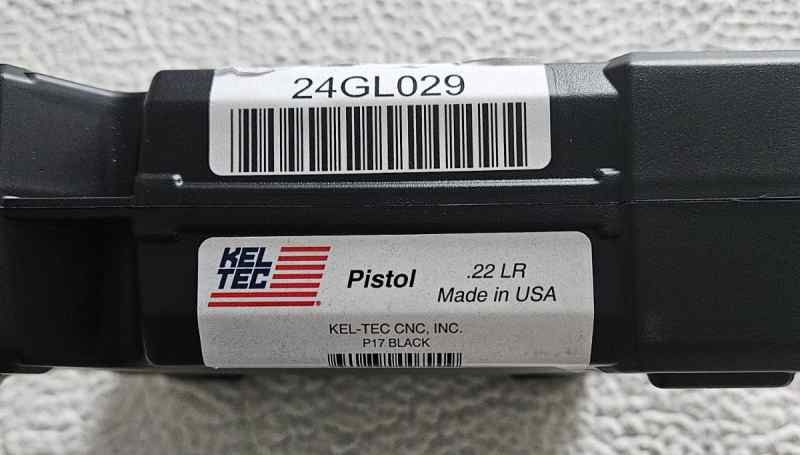 24GL029
KEL
TEC
Pistol
.22 LR
Made in USA
KEL-TEC CNC, INC.
P17 BLACK